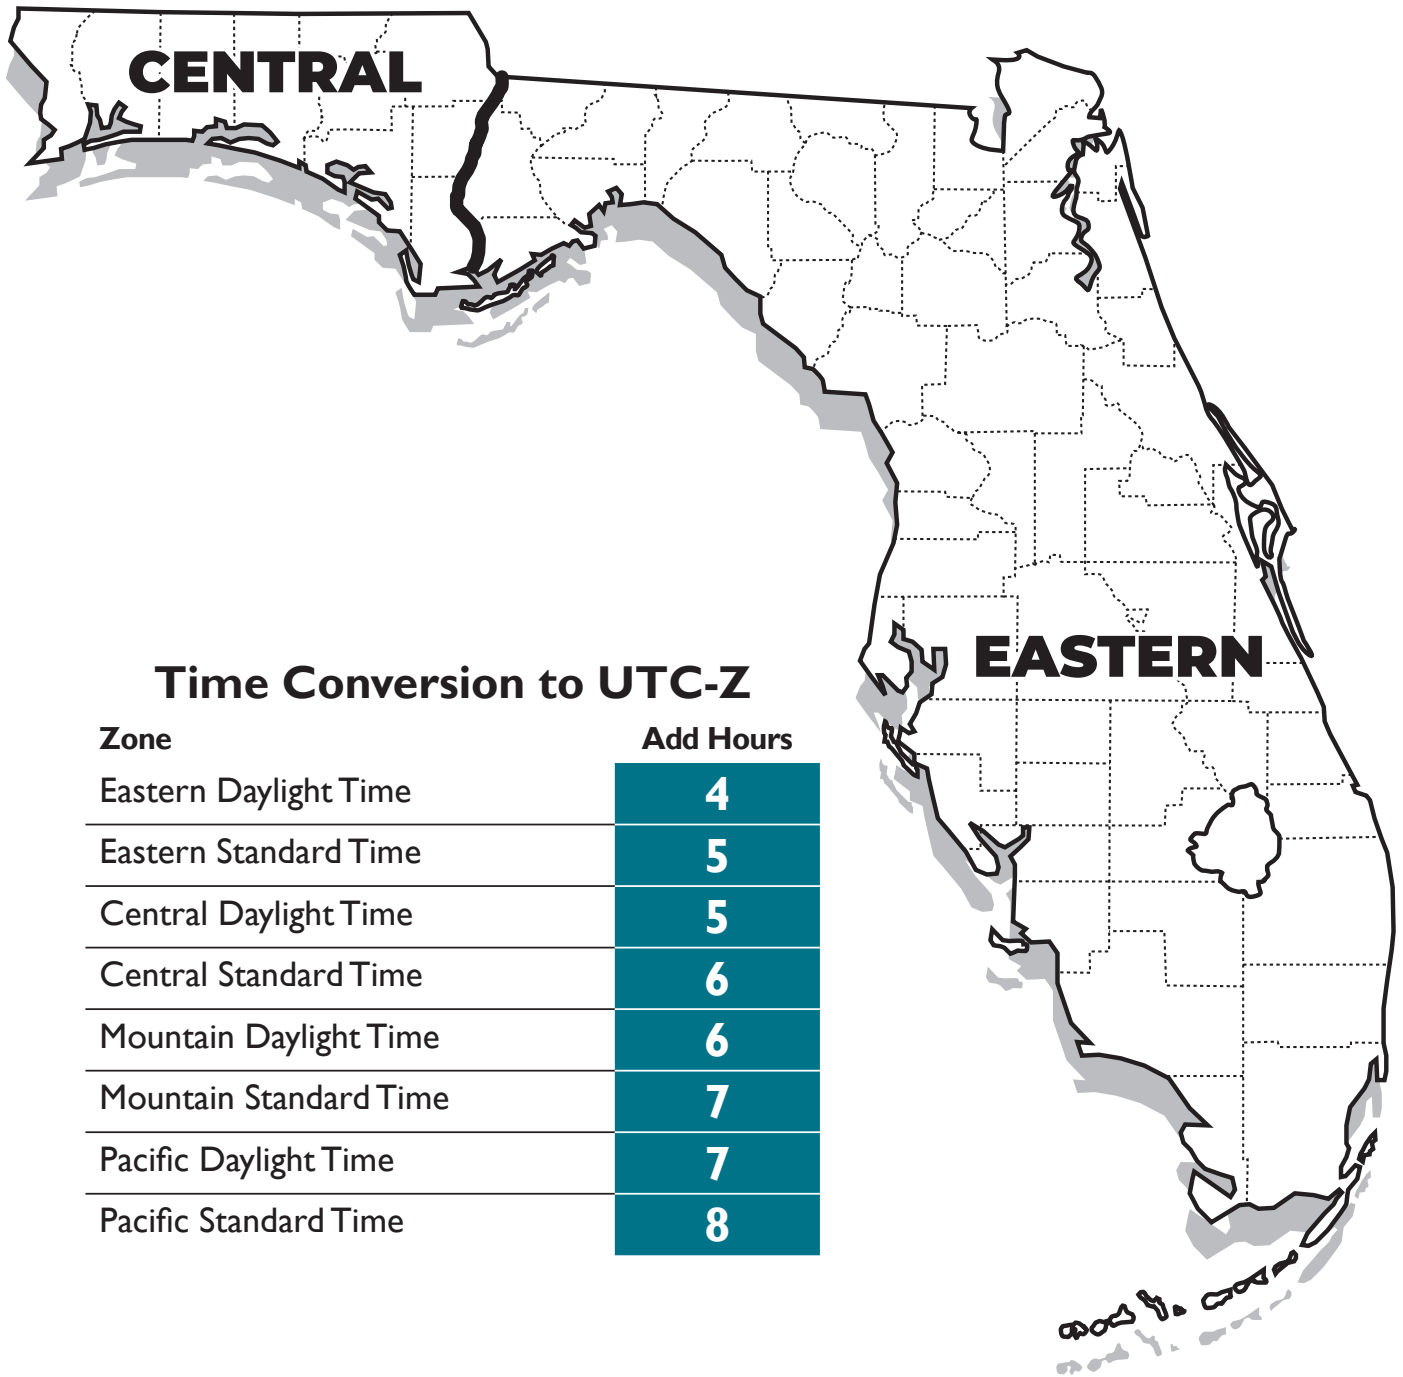 CENTRAL
EASTERN
Time Conversion to UTC-Z
Zone Add Hours
Eastern Daylight Time 4
Eastern Standard Time 5
Central Daylight Time 5
Central Standard Time 6
Mountain Daylight Time 6
Mountain Standard Time 7
Pacific Daylight Time 7
Pacific Standard Time 8